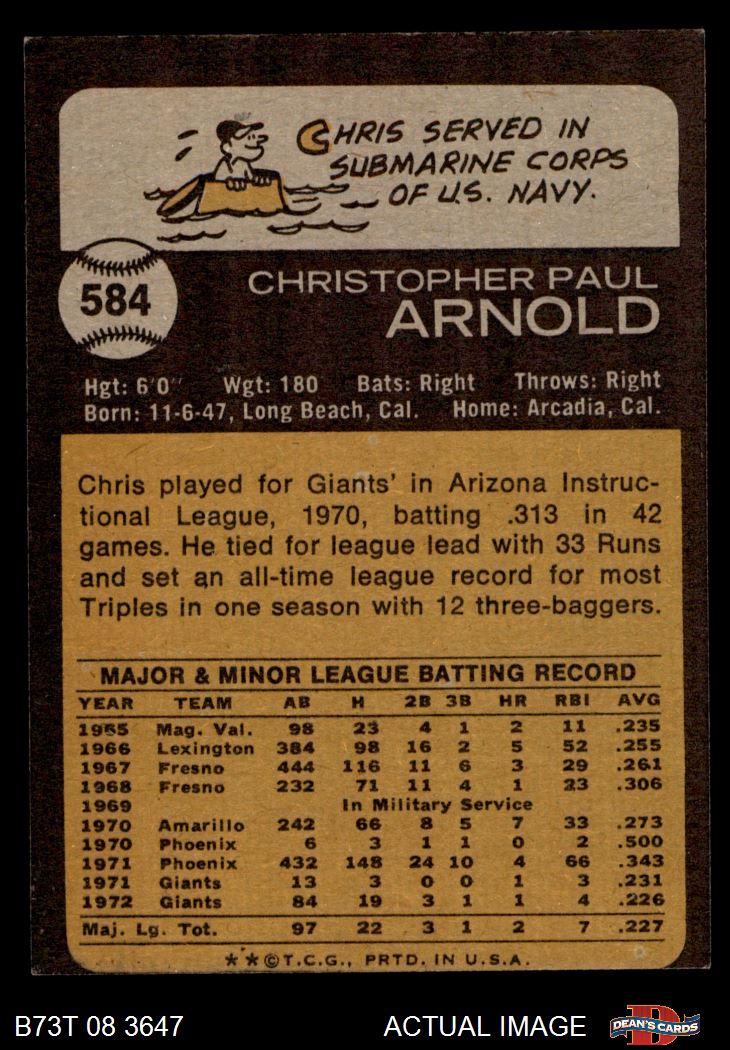 CHRIS SERVED IN
SUBMARINE CORPS
OF U.S. NAVY.
584
CHRISTOPHER PAUL
ARNOLD
Hgt: 6'0" Wgt: 180 Bats: Right Throws: Right
Born: 11-6-47, Long Beach, Cal. Home: Arcadia, Cal.
Chris played for Giants' in Arizona Instruc-
tional League, 1970, batting .313 in 42
games. He tied for league lead with 33 Runs
and set an all-time league record for most
Triples in one season with 12 three-baggers.
MAJOR & MINOR LEAGUE BATTING RECORD
YEAR TEAM AB H 2B 3B HR RBI AVG
1965 Mag. Val. 98 23 4 1 2 11 .235
1966 Lexington 384 98 16 2 5 52 .255
1967 Fresno 444 116 11 6 3 29 .261
1968 Fresno 232 71 11 4 1 23 .306
1969 In Military Service
1970 Amarillo 242 66 8 5 7 33 .273
1970 Phoenix 6 3 1 1 0 2 .500
1971 Phoenix 432 148 24 10 4 66 .343
1971 Giants 13 3 0 0 1 3 .231
1972 Giants 84 19 3 1 1 4 .226
Maj. Lg. Tot. 97 22 3 1 2 7 .227
**©T.C.G., PRTD. IN U.S.A.
B73T 08 3647 ACTUAL IMAGE DEAN'S CARDS